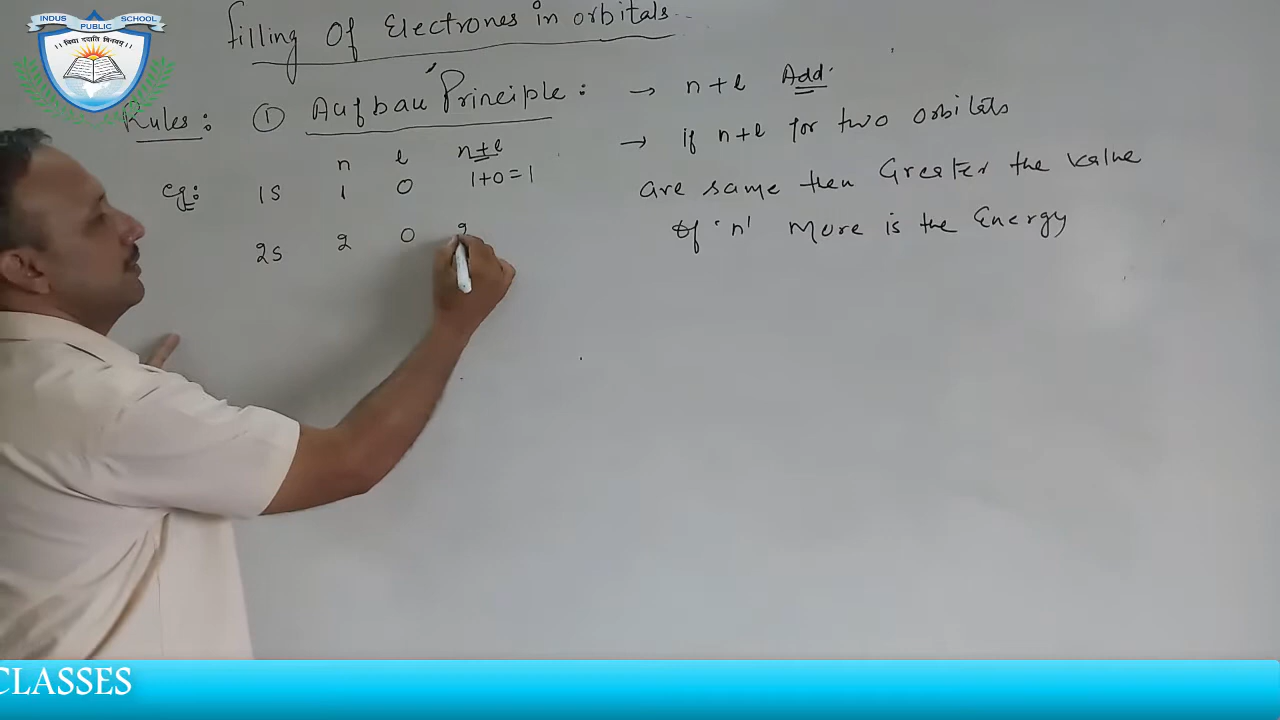 INDUS
PUBLIC SCHOOL
।। विद्या ददाति विनयम् ।।
filling Of Electrones in orbitals
Rules: ① Aufbau Principle: → n+l Add.
→ if n+l for two orbitals
are same then Greater the value
of 'n' More is the Energy
n l n+l
eg: 1s 1 0 1+0=1
2s 2 0 2
CLASSES